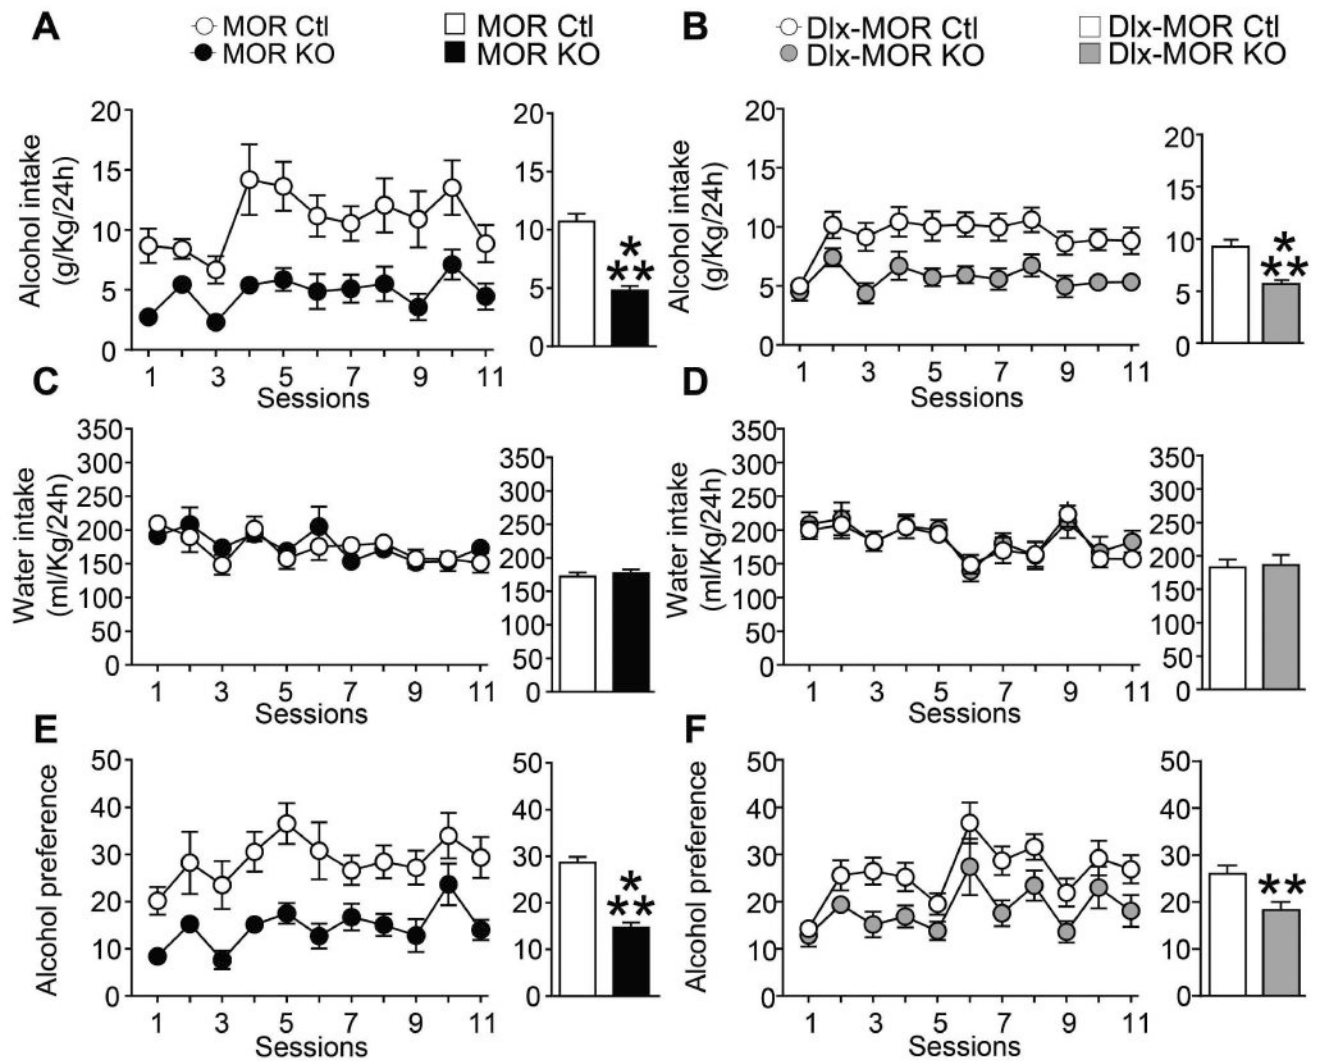 A
MOR Ctl
MOR KO
MOR Ctl
MOR KO
B
Dlx-MOR Ctl
Dlx-MOR KO
Dlx-MOR Ctl
Dlx-MOR KO
Alcohol intake
(g/Kg/24h)
20
15
10
5
0
1 3 5 7 9 11
Sessions
20
15
10
5
0
*
**
Alcohol intake
(g/Kg/24h)
20
15
10
5
0
1 3 5 7 9 11
Sessions
20
15
10
5
0
*
**
C
Water intake
(ml/Kg/24h)
350
300
250
200
150
100
50
0
1 3 5 7 9 11
Sessions
350
300
250
200
150
100
50
0
D
Water intake
(ml/Kg/24h)
350
300
250
200
150
100
50
0
1 3 5 7 9 11
Sessions
350
300
250
200
150
100
50
0
E
Alcohol preference
50
40
30
20
10
0
1 3 5 7 9 11
Sessions
50
40
30
20
10
0
*
**
F
Alcohol preference
50
40
30
20
10
0
1 3 5 7 9 11
Sessions
50
40
30
20
10
0
**